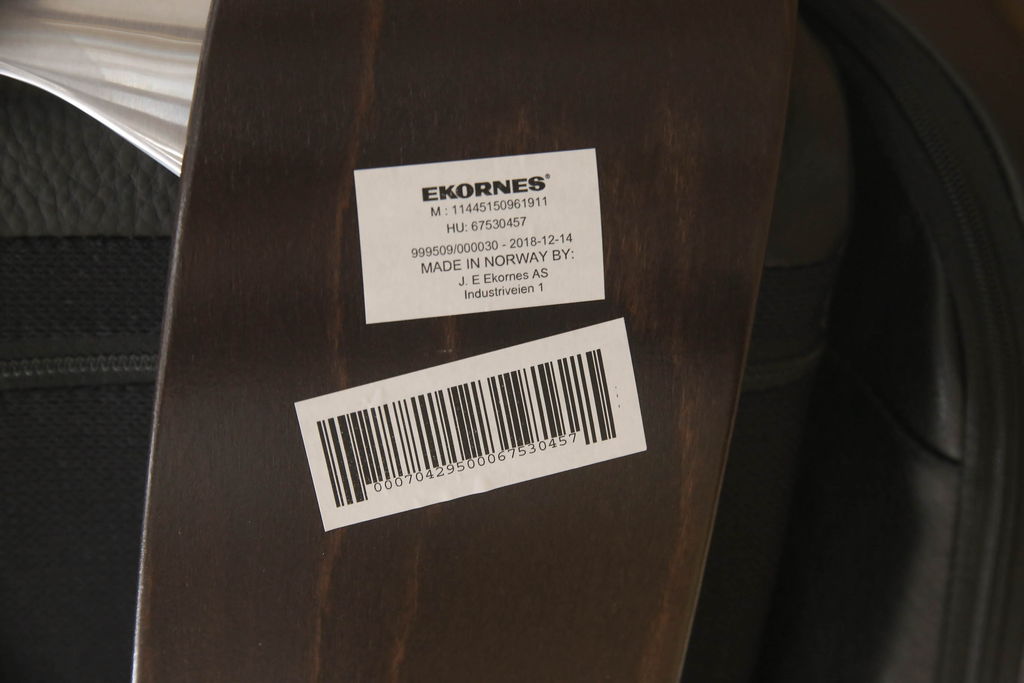 EKORNES®
M : 11445150961911
HU: 67530457
999509/000030 - 2018-12-14
MADE IN NORWAY BY:
J. E Ekornes AS
Industriveien 1
00070429500067530457